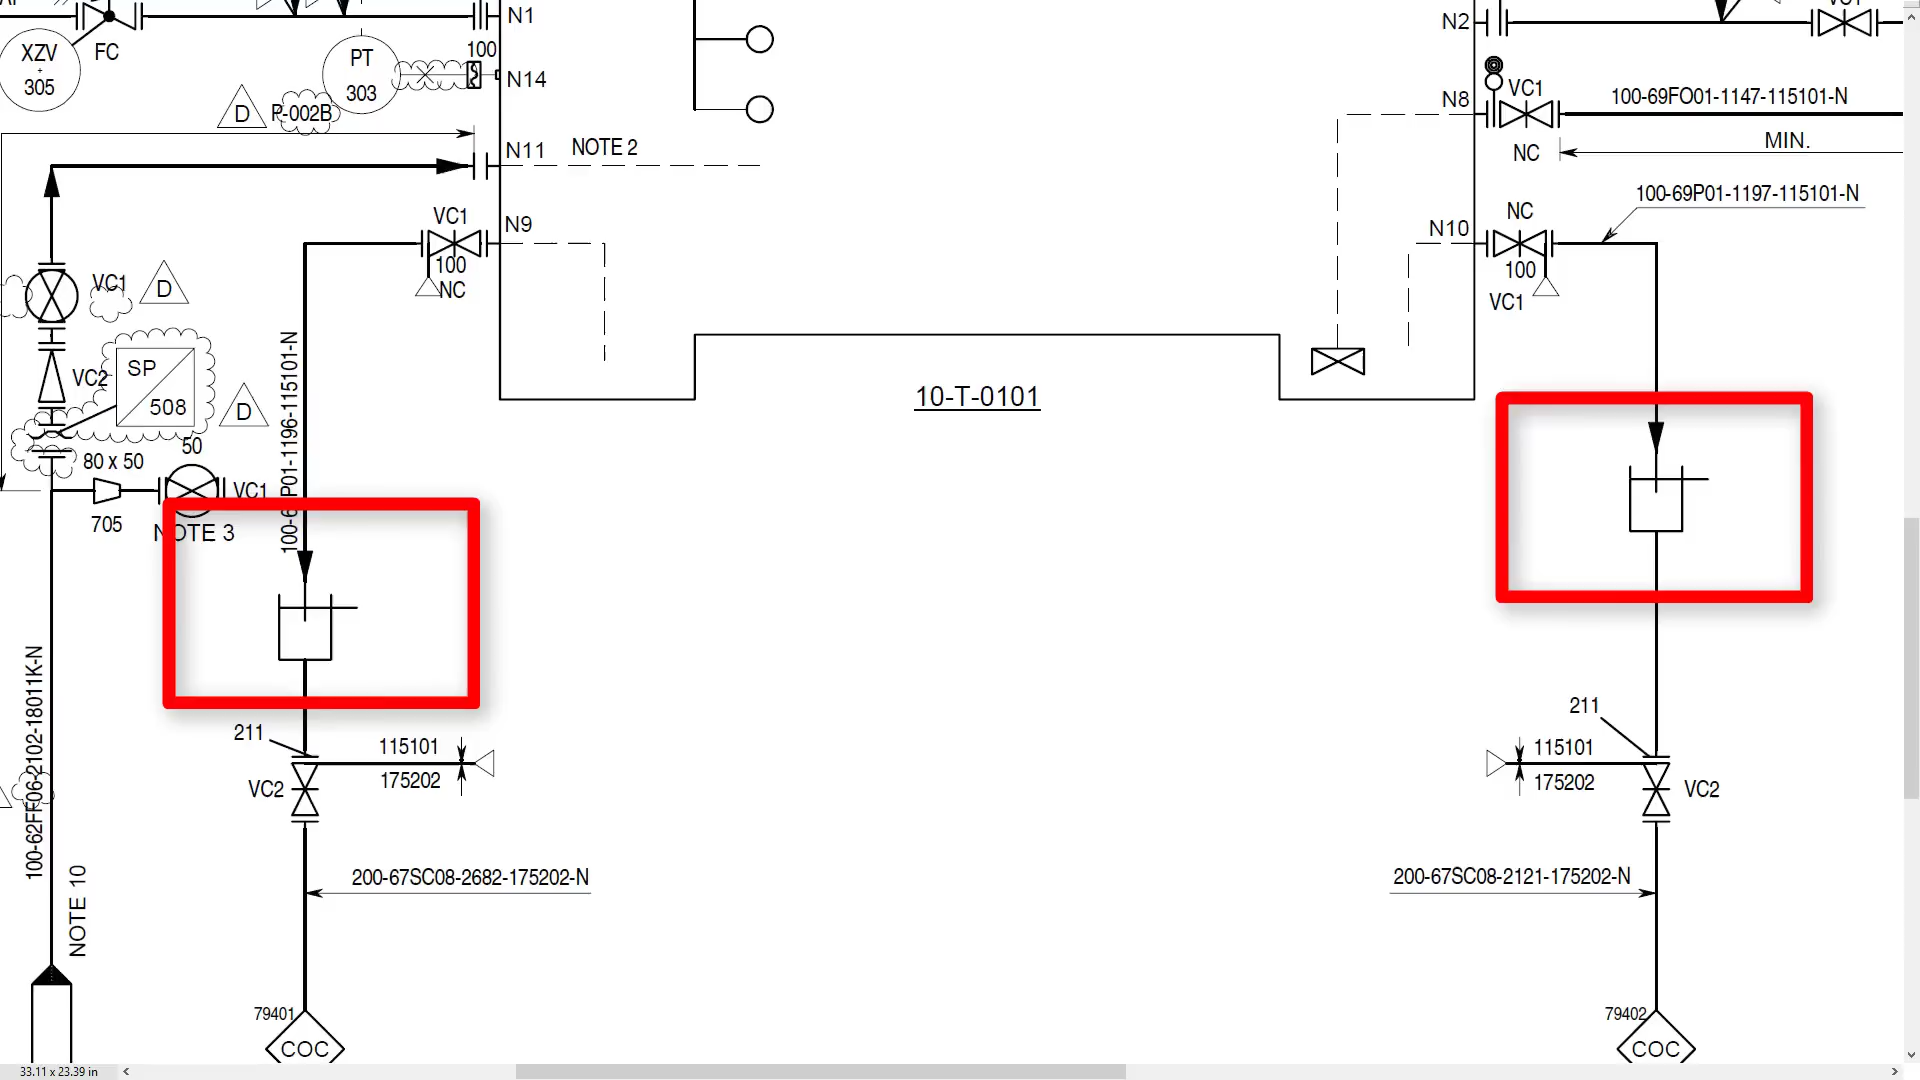 N1
N2
XZV
305
FC
PT
303
100
N14
D
P-002B
N8
VC1
NC
100-69FO01-1147-115101-N
MIN.
N11
NOTE 2
N9
VC1
100
NC
N10
NC
100
VC1
100-69P01-1197-115101-N
VC1
D
SP
508
VC2
D
10-T-0101
80 x 50
50
VC1
705
NOTE 3
100-69P01-1196-115101-N
211
VC2
115101
175202
211
VC2
115101
175202
100-62FF06-2102-18011K-N
NOTE 10
200-67SC08-2682-175202-N
200-67SC08-2121-175202-N
79401
COC
79402
COC
33.11 x 23.39 in